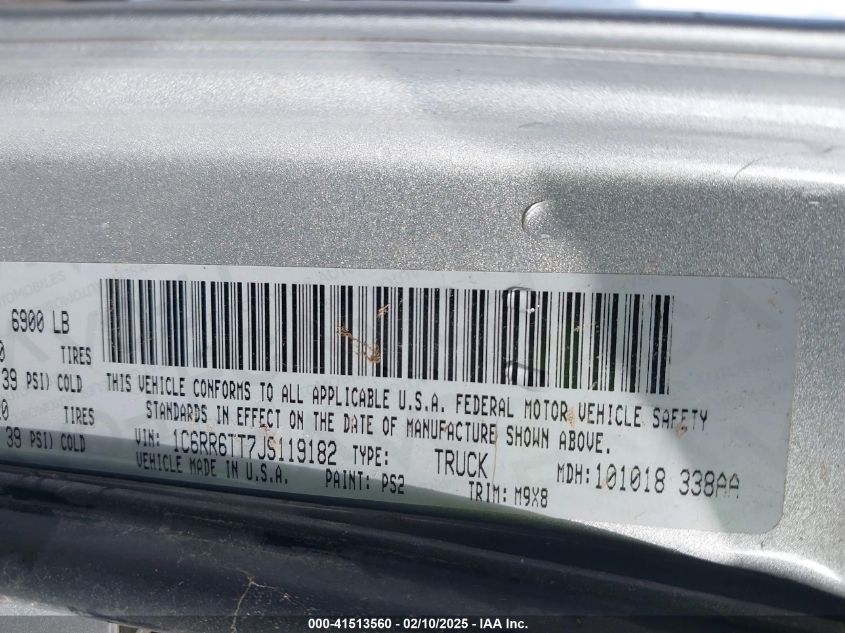 6900 LB
0 TIRES
39 PSI) COLD
THIS VEHICLE CONFORMS TO ALL APPLICABLE U.S.A. FEDERAL MOTOR VEHICLE SAFETY
STANDARDS IN EFFECT ON THE DATE OF MANUFACTURE SHOWN ABOVE.
0 TIRES
39 PSI) COLD
VIN: 1C6RR6TT7JS119182 TYPE: TRUCK MDH: 101018 338AA
VEHICLE MADE IN U.S.A. PAINT: PS2 TRIM: M9X8
000-41513560 - 02/10/2025 - IAA Inc.